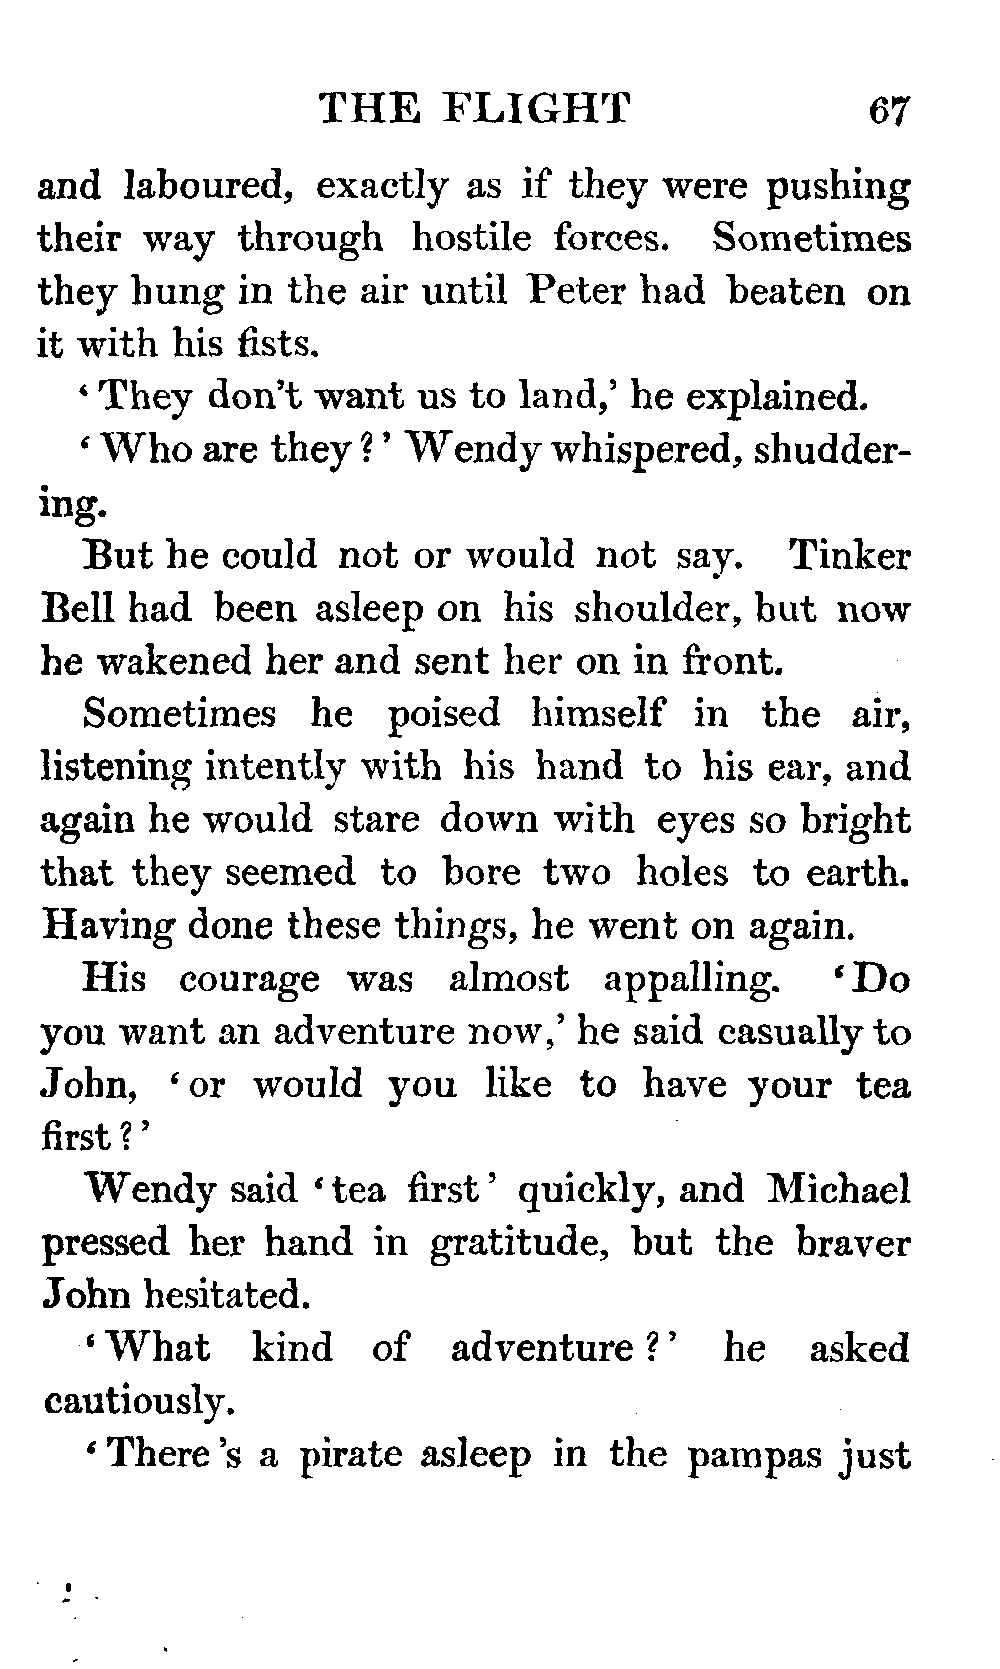 THE FLIGHT 67
and laboured, exactly as if they were pushing
their way through hostile forces. Sometimes
they hung in the air until Peter had beaten on
it with his fists.
‘They don’t want us to land,’ he explained.
‘Who are they?’ Wendy whispered, shudder-
ing.
But he could not or would not say. Tinker
Bell had been asleep on his shoulder, but now
he wakened her and sent her on in front.
Sometimes he poised himself in the air,
listening intently with his hand to his ear, and
again he would stare down with eyes so bright
that they seemed to bore two holes to earth.
Having done these things, he went on again.
His courage was almost appalling. ‘Do
you want an adventure now,’ he said casually to
John, ‘or would you like to have your tea
first?’
Wendy said ‘tea first’ quickly, and Michael
pressed her hand in gratitude, but the braver
John hesitated.
‘What kind of adventure?’ he asked
cautiously.
‘There’s a pirate asleep in the pampas just